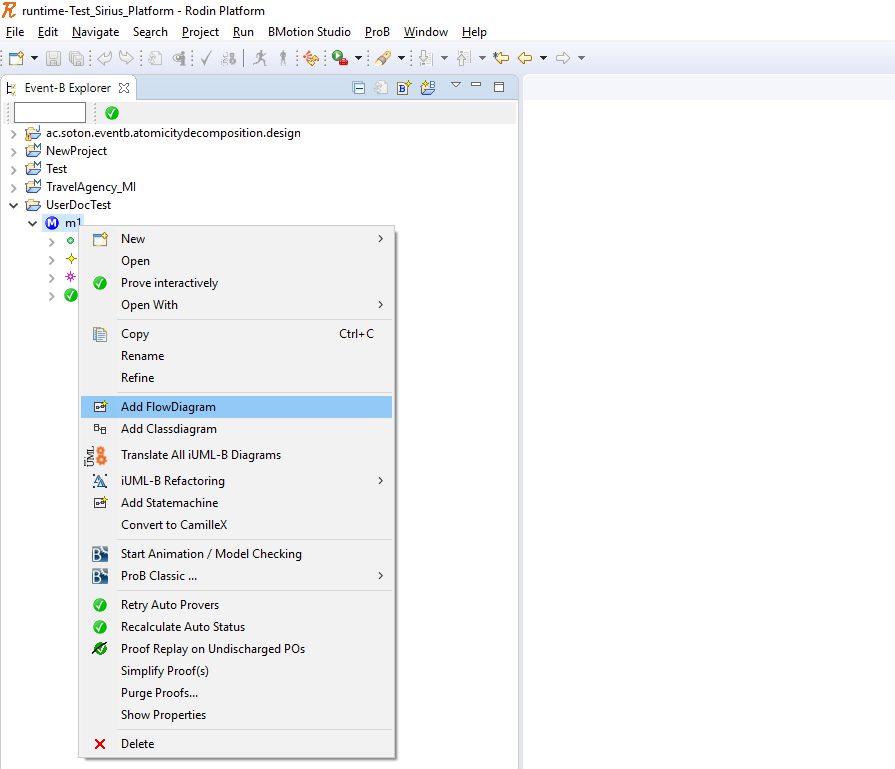 runtime-Test_Sirius_Platform - Rodin Platform
File Edit Navigate Search Project Run BMotion Studio ProB Window Help
Event-B Explorer
ac.soton.eventb.atomicitydecomposition.design
NewProject
Test
TravelAgency_MI
UserDocTest
m1
New
Open
Prove interactively
Open With
Copy Ctrl+C
Rename
Refine
Add FlowDiagram
Add Classdiagram
Translate All iUML-B Diagrams
iUML-B Refactoring
Add Statemachine
Convert to CamilleX
Start Animation / Model Checking
ProB Classic ...
Retry Auto Provers
Recalculate Auto Status
Proof Replay on Undischarged POs
Simplify Proof(s)
Purge Proofs...
Show Properties
Delete